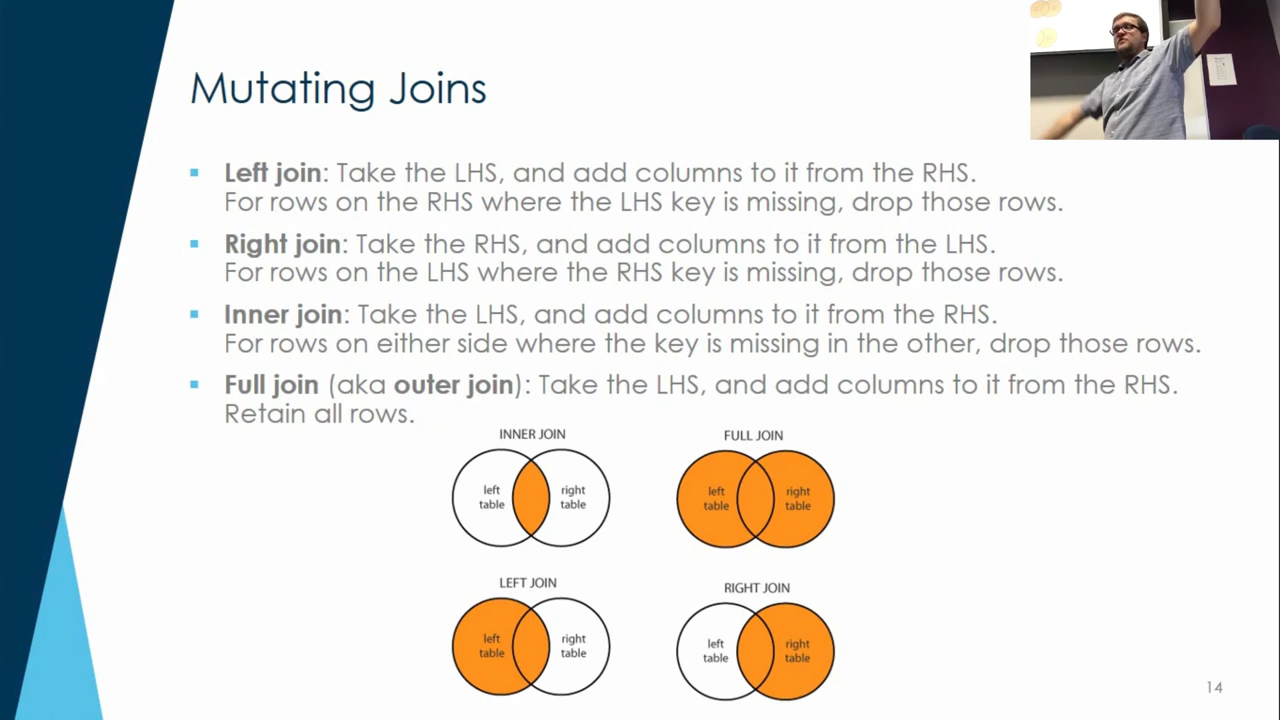 Mutating Joins
▪ Left join: Take the LHS, and add columns to it from the RHS.
For rows on the RHS where the LHS key is missing, drop those rows.
▪ Right join: Take the RHS, and add columns to it from the LHS.
For rows on the LHS where the RHS key is missing, drop those rows.
▪ Inner join: Take the LHS, and add columns to it from the RHS.
For rows on either side where the key is missing in the other, drop those rows.
▪ Full join (aka outer join): Take the LHS, and add columns to it from the RHS.
Retain all rows.
INNER JOIN
left
table
right
table
FULL JOIN
left
table
right
table
LEFT JOIN
left
table
right
table
RIGHT JOIN
left
table
right
table
14